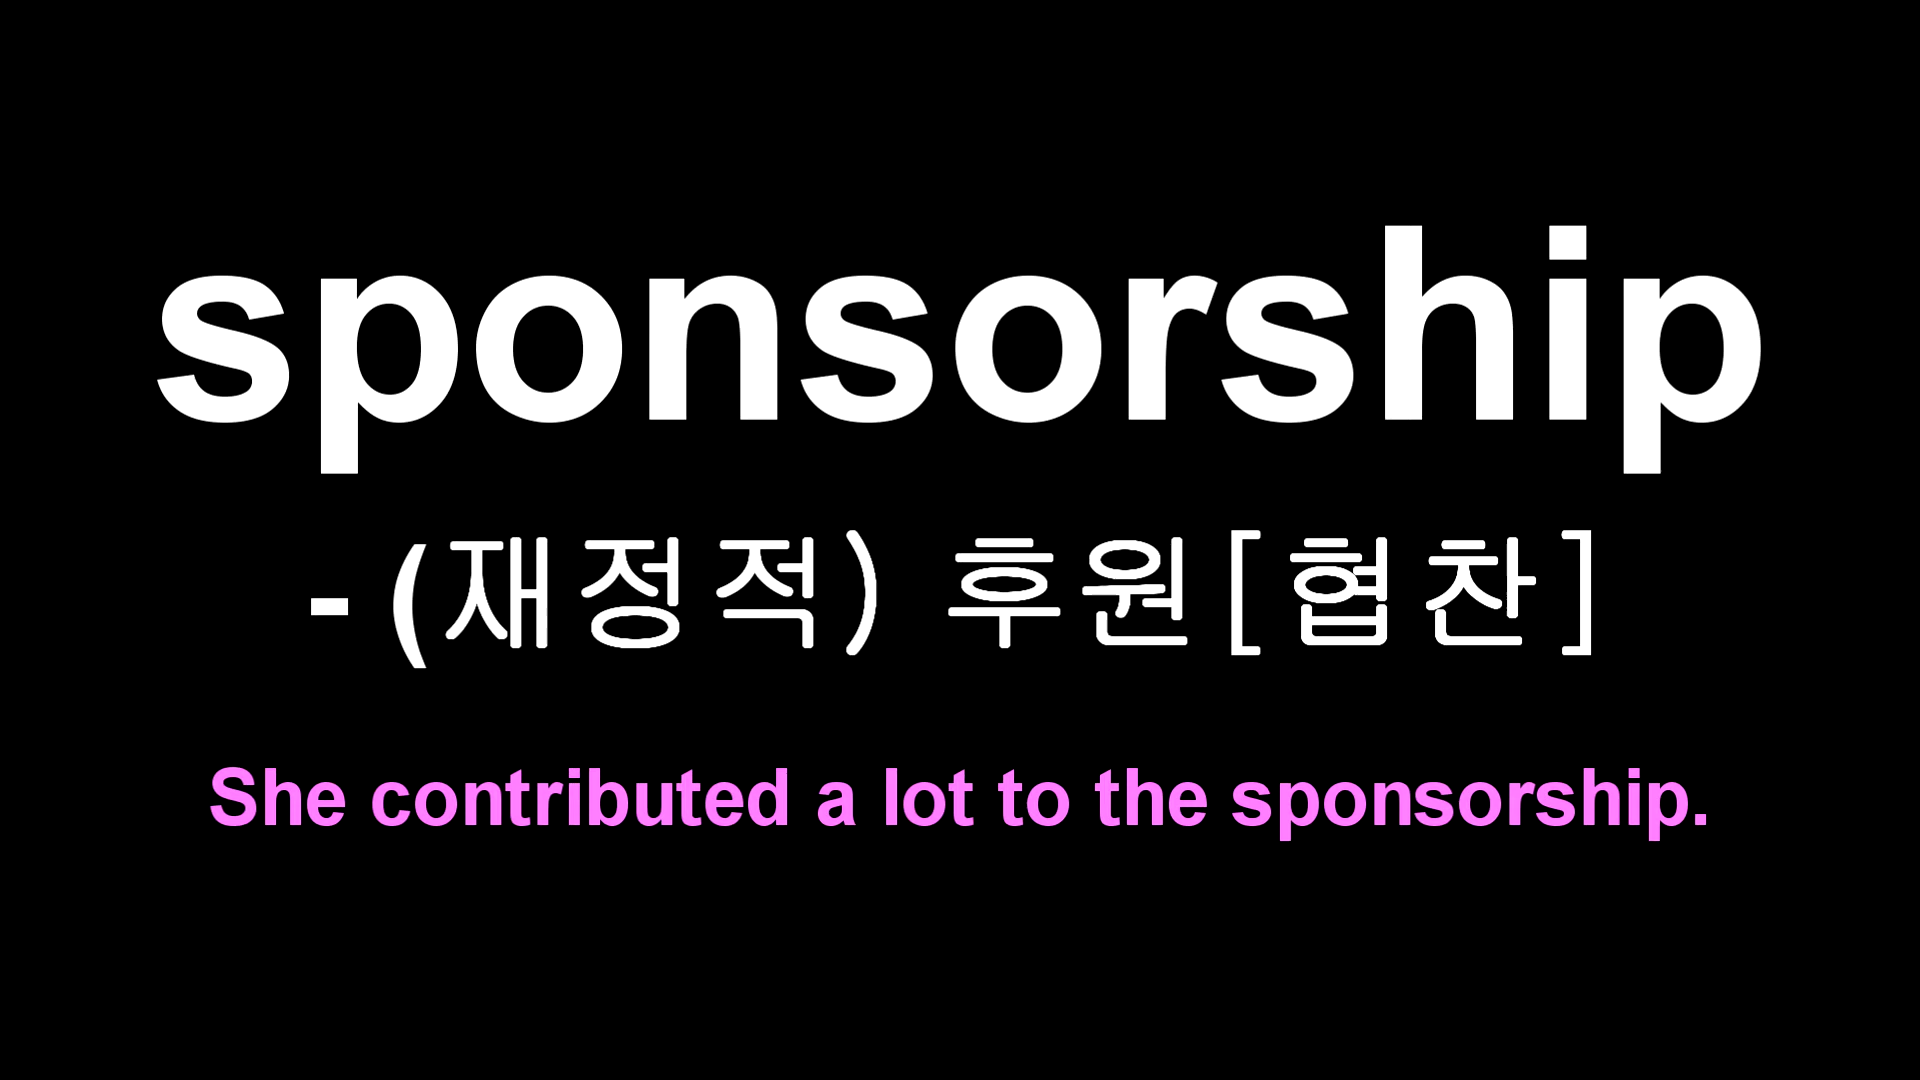 sponsorship
- (재정적) 후원[협찬]
She contributed a lot to the sponsorship.